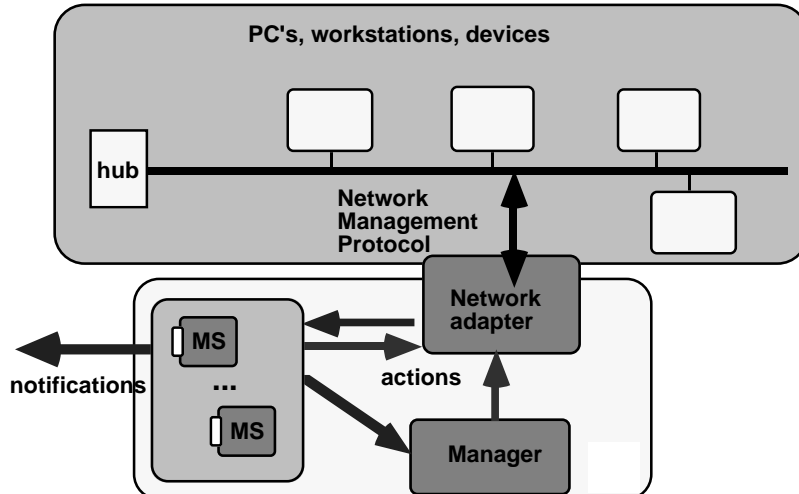 PC's, workstations, devices
hub
Network
Management
Protocol
Network
adapter
MS
notifications
...
actions
MS
Manager